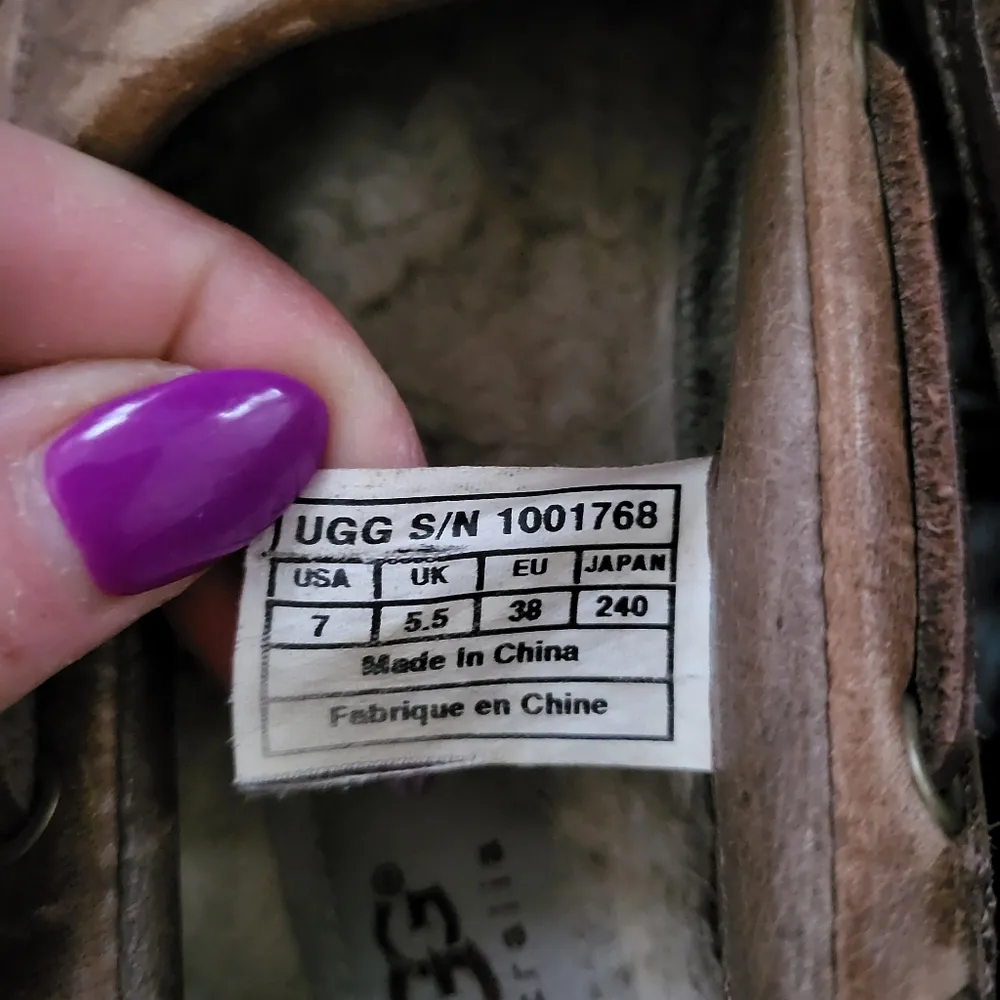 UGG S/N 1001768
USA UK EU JAPAN
7 5.5 38 240
Made in China
Fabrique en Chine